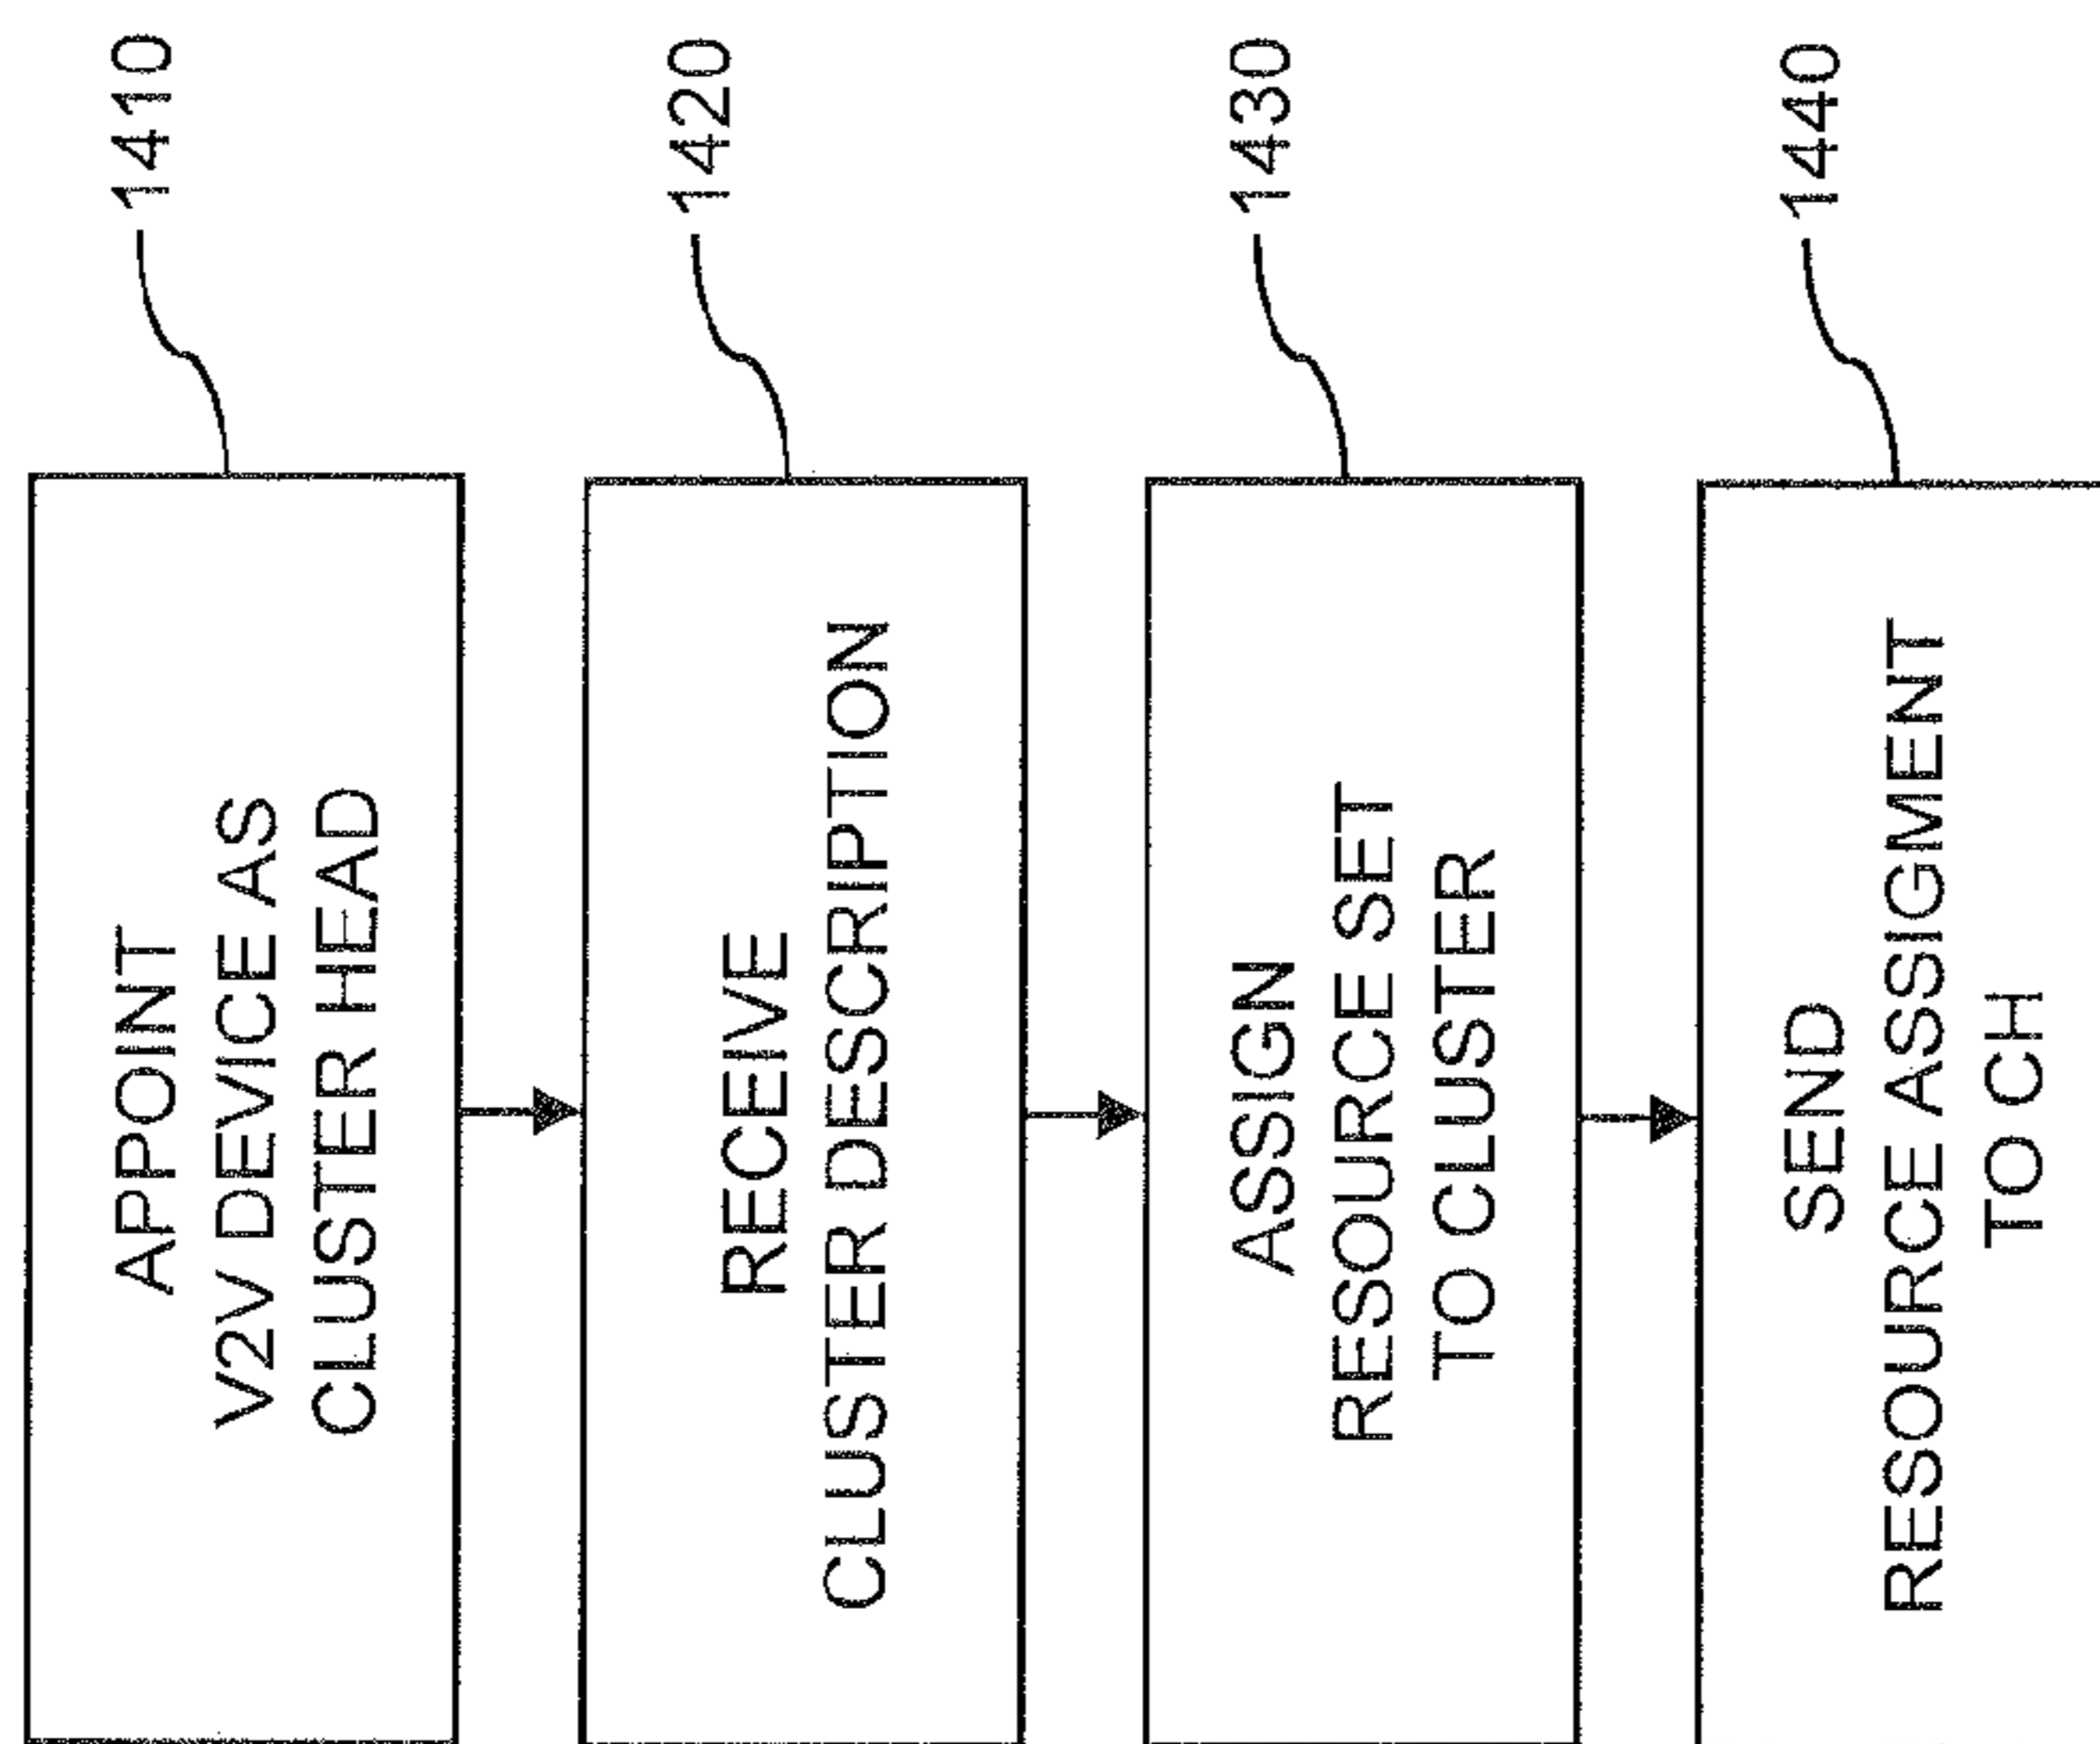 APPOINT
V2V DEVICE AS
CLUSTER HEAD
1410
RECEIVE
CLUSTER DESCRIPTION
1420
ASSIGN
RESOURCE SET
TO CLUSTER
1430
SEND
RESOURCE ASSIGMENT
TO CH
1440